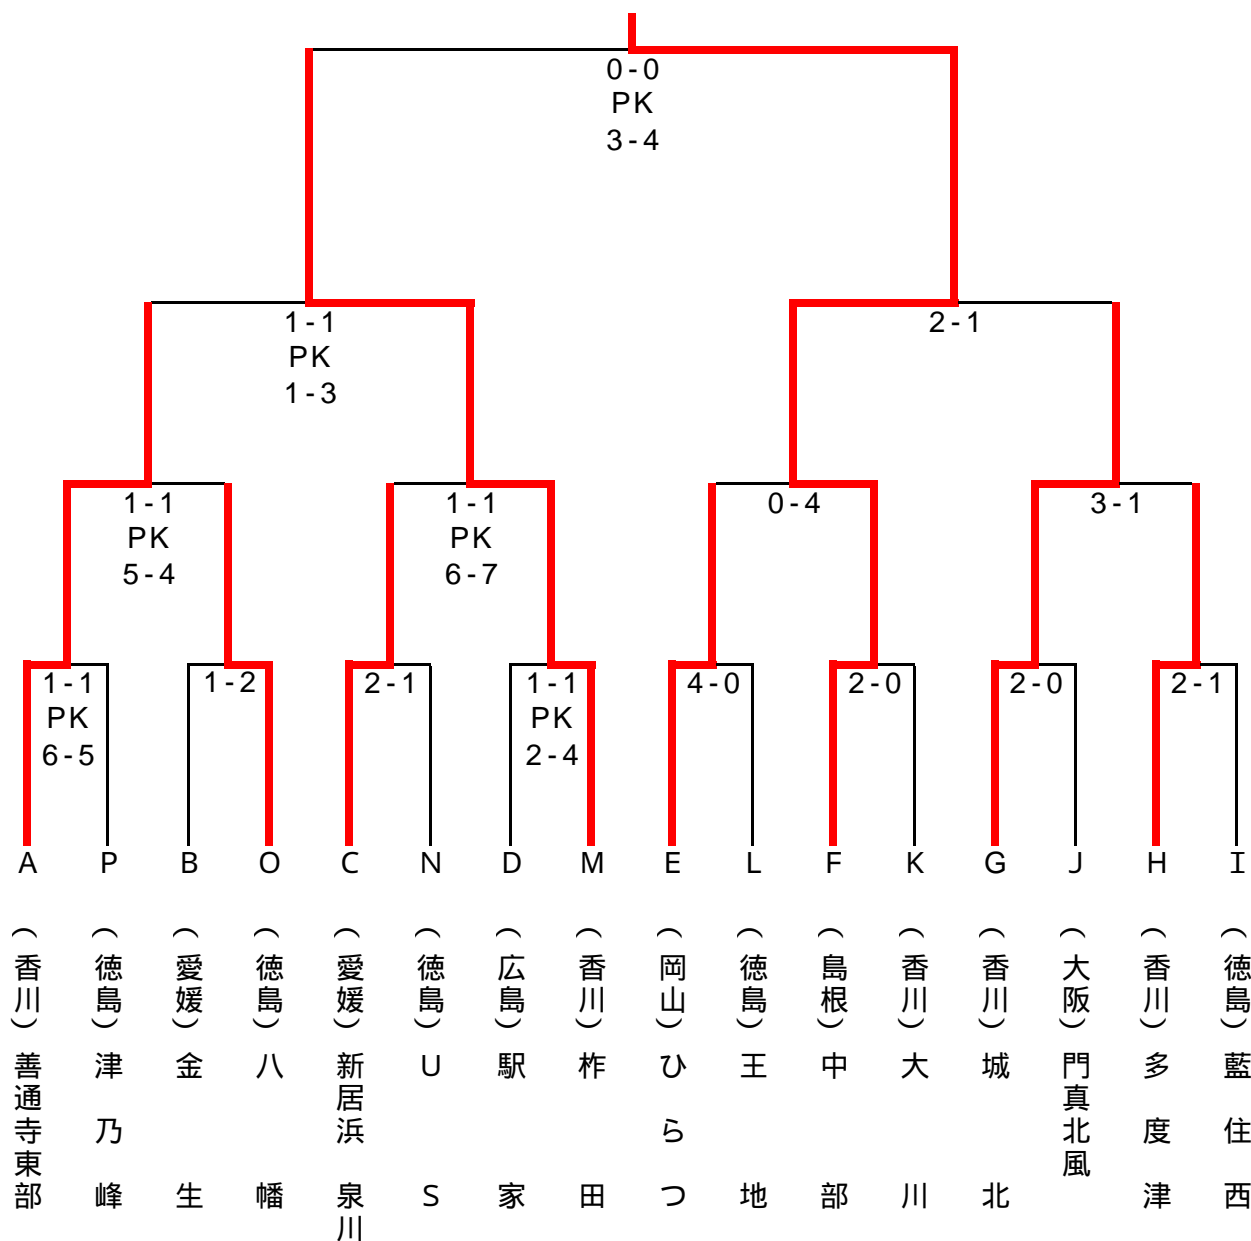 0-0
PK
3-4
1-1
PK
1-3
2-1
1-1
PK
5-4
1-1
PK
6-7
0-4
3-1
1-1
PK
6-5
1-2
2-1
1-1
PK
2-4
4-0
2-0
2-0
2-1
A P B O C N D M E L F K G J H I
(香川)善通寺東部
(徳島)津乃峰
(愛媛)金生
(徳島)八幡
(愛媛)新居浜 泉川
(徳島)US
(広島)駅家
(香川)柞田
(岡山)ひらつ
(徳島)王地
(島根)中部
(香川)大川
(香川)城北
(大阪)門真北風
(香川)多度津
(徳島)藍住西